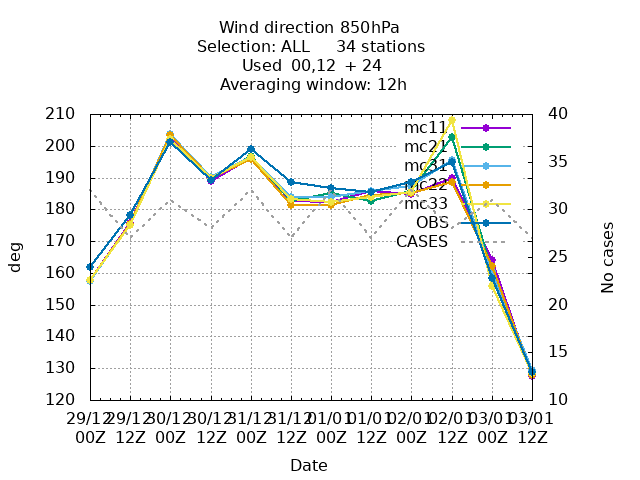 Wind direction 850hPa
Selection: ALL 34 stations
Used 00,12 + 24
Averaging window: 12h
210 40
200
190 35
180
170 30
160 25
150 20
140
130 15
120 10
mc11
mc21
mc31
mc22
mc33
OBS
CASES
deg
No cases
29/12 29/12 30/12 30/12 31/12 31/12 01/01 01/01 02/01 02/01 03/01 03/01
00Z 12Z 00Z 12Z 00Z 12Z 00Z 12Z 00Z 12Z 00Z 12Z
Date